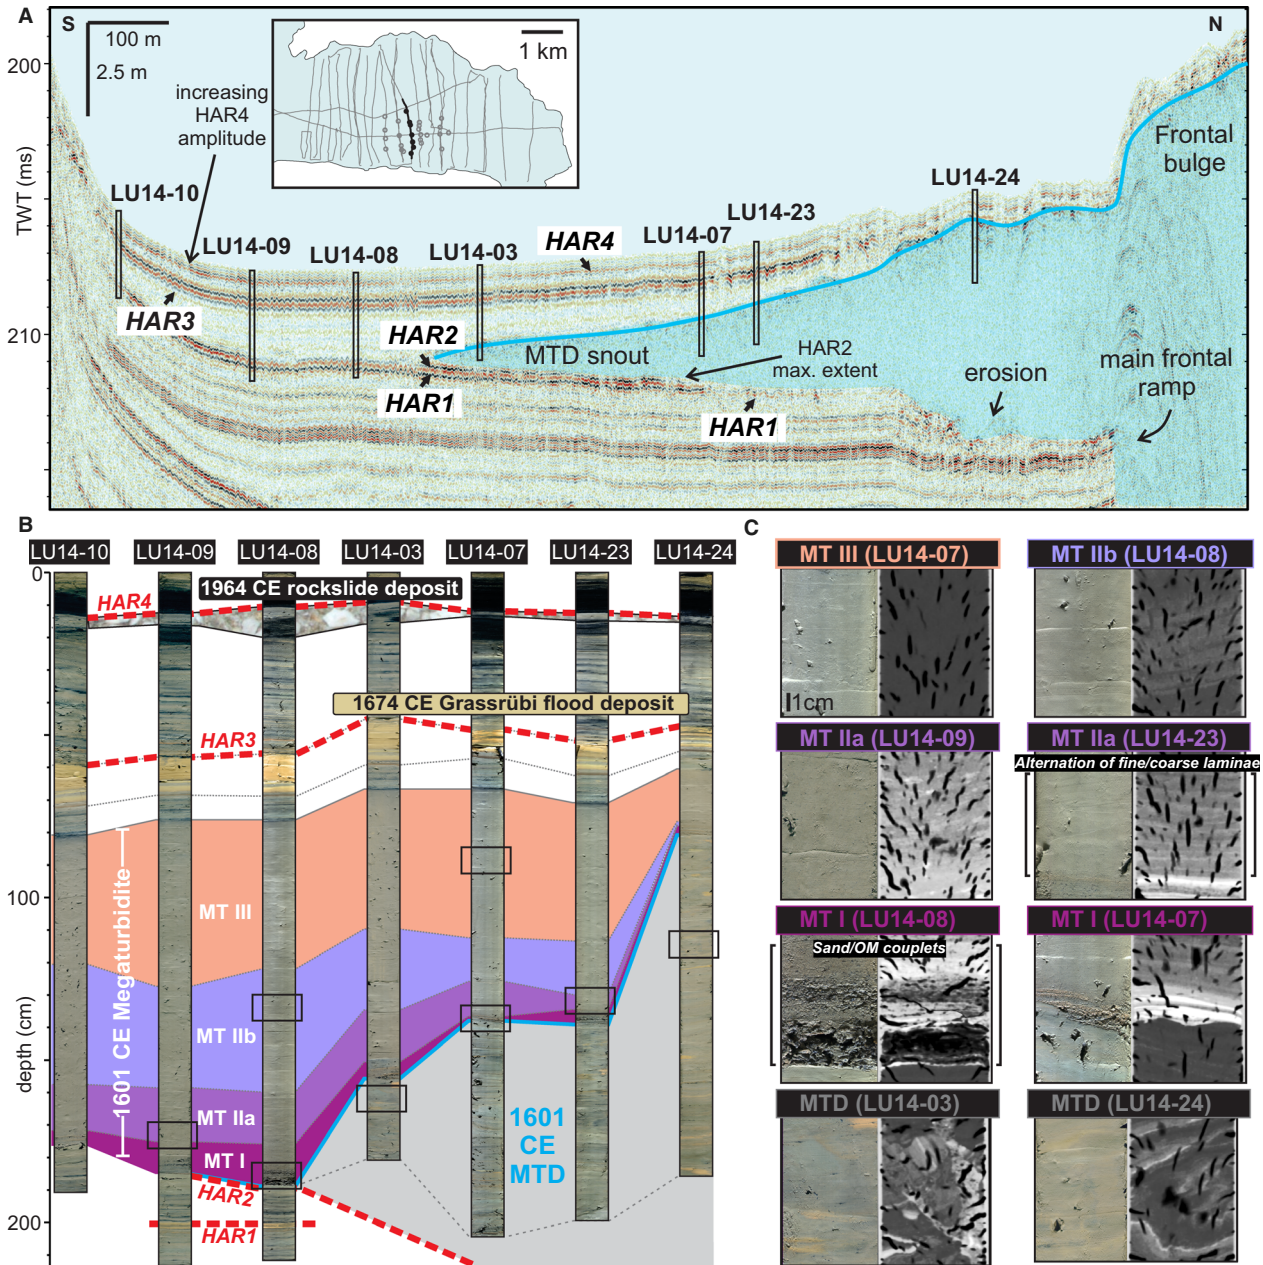 A
S
N
100 m
2.5 m
1 km
200
210
TWT (ms)
increasing
HAR4
amplitude
LU14-10
LU14-09
LU14-08
LU14-03
LU14-07
LU14-23
LU14-24
HAR4
HAR3
HAR2
HAR1
MTD snout
HAR2
max. extent
HAR1
erosion
main frontal
ramp
Frontal
bulge
B
LU14-10
LU14-09
LU14-08
LU14-03
LU14-07
LU14-23
LU14-24
0
100
200
depth (cm)
HAR4
1964 CE rockslide deposit
1674 CE Grassrübi flood deposit
HAR3
1601 CE Megaturbidite
MT III
MT IIb
MT IIa
MT I
HAR2
HAR1
1601
CE
MTD
C
MT III (LU14-07)
MT IIb (LU14-08)
1cm
MT IIa (LU14-09)
MT IIa (LU14-23)
Alternation of fine/coarse laminae
MT I (LU14-08)
MT I (LU14-07)
Sand/OM couplets
MTD (LU14-03)
MTD (LU14-24)